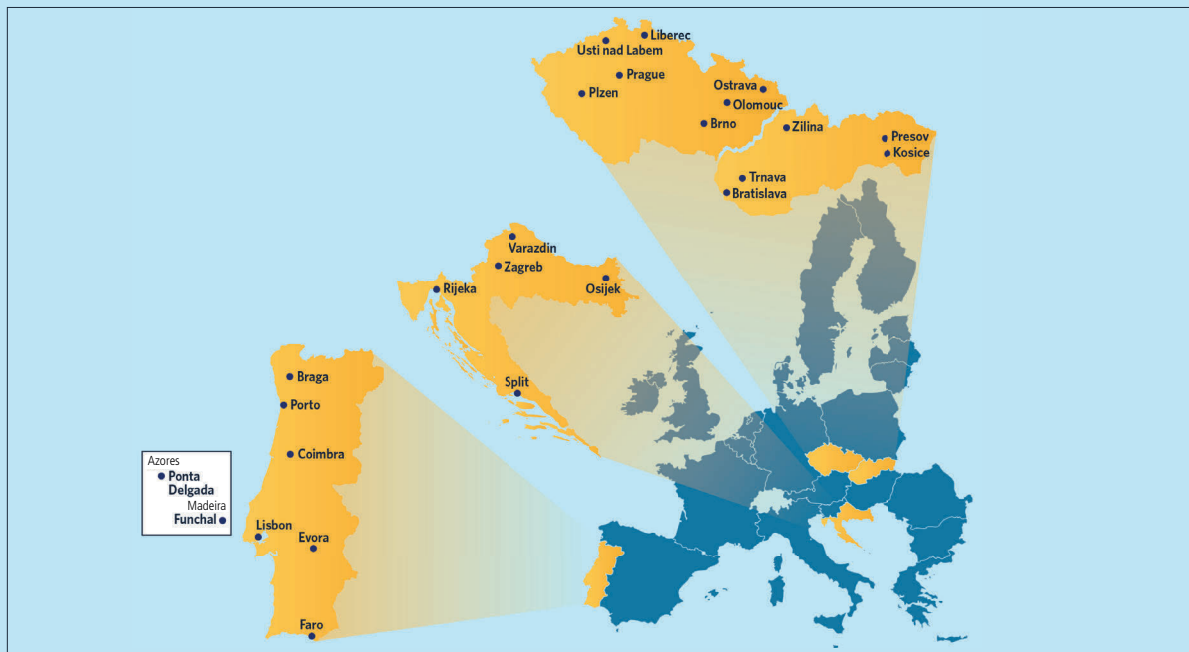 Liberec
Usti nad Labem
Prague
Plzen
Ostrava
Olomouc
Brno
Zilina
Presov
Kosice
Trnava
Bratislava
Varazdin
Zagreb
Rijeka
Osijek
Split
Braga
Porto
Coimbra
Azores
Ponta
Delgada
Madeira
Funchal
Lisbon
Evora
Faro